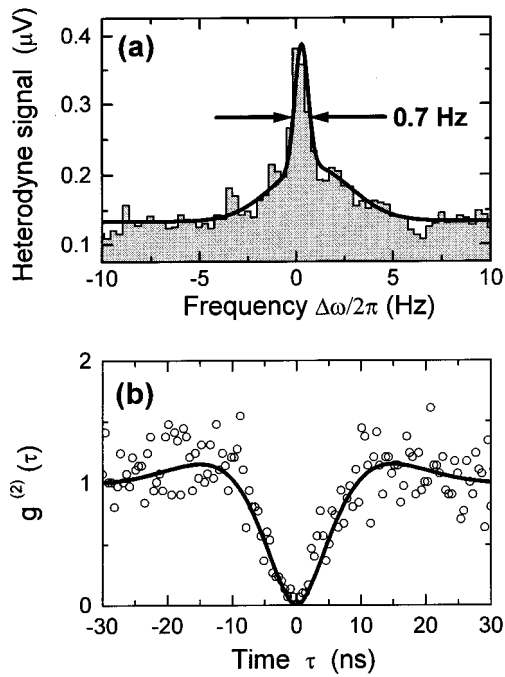 0.4
0.3
0.2
0.1
Heterodyne signal (μV)
(a)
0.7 Hz
-10
-5
0
5
10
Frequency Δω/2π (Hz)
2
1
0
g⁽²⁾(τ)
(b)
-30
-20
-10
0
10
20
30
Time τ (ns)